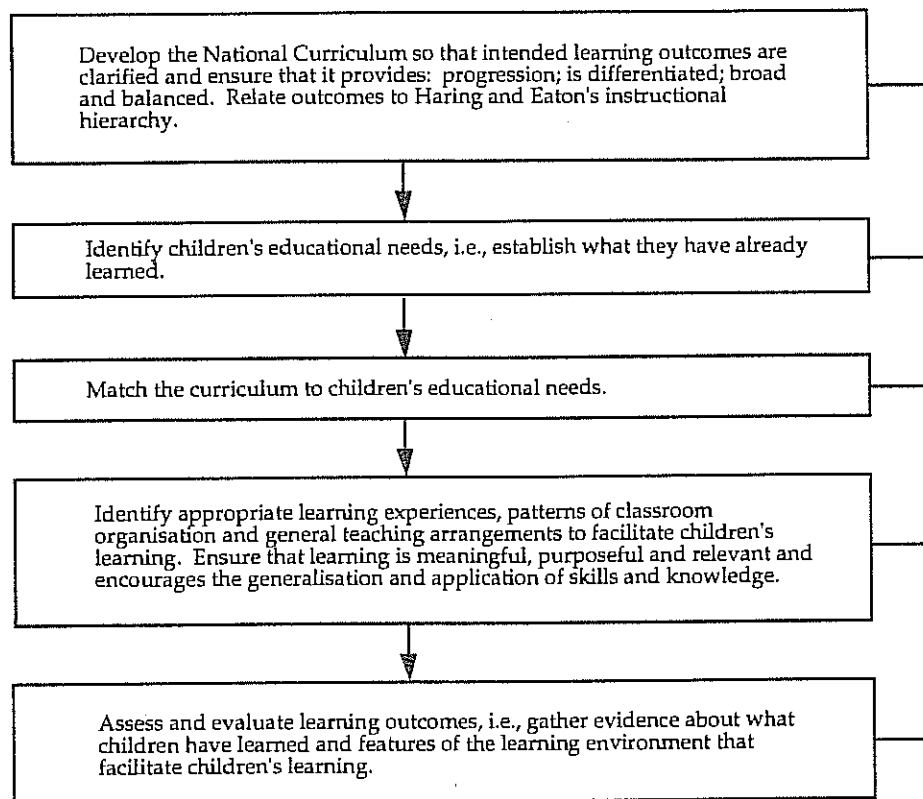 Develop the National Curriculum so that intended learning outcomes are
clarified and ensure that it provides: progression; is differentiated; broad
and balanced. Relate outcomes to Haring and Eaton's instructional
hierarchy.
Identify children's educational needs, i.e., establish what they have already
learned.
Match the curriculum to children's educational needs.
Identify appropriate learning experiences, patterns of classroom
organisation and general teaching arrangements to facilitate children's
learning. Ensure that learning is meaningful, purposeful and relevant and
encourages the generalisation and application of skills and knowledge.
Assess and evaluate learning outcomes, i.e., gather evidence about what
children have learned and features of the learning environment that
facilitate children's learning.